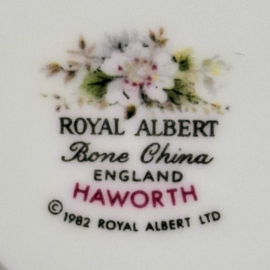 ROYAL ALBERT
Bone China
ENGLAND
HAWORTH
© 1982 ROYAL ALBERT LTD